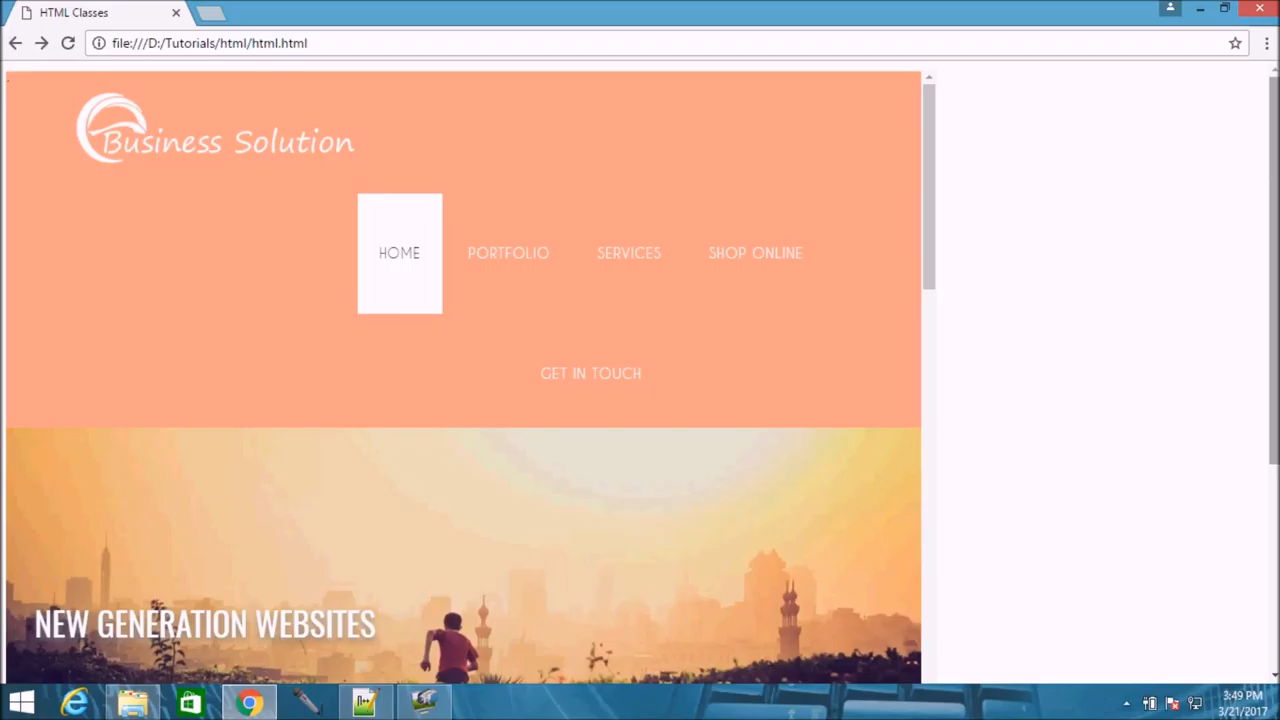 HTML Classes
file:///D:/Tutorials/html/html.html
Business Solution
HOME PORTFOLIO SERVICES SHOP ONLINE
GET IN TOUCH
NEW GENERATION WEBSITES
3:49 PM
3/21/2017